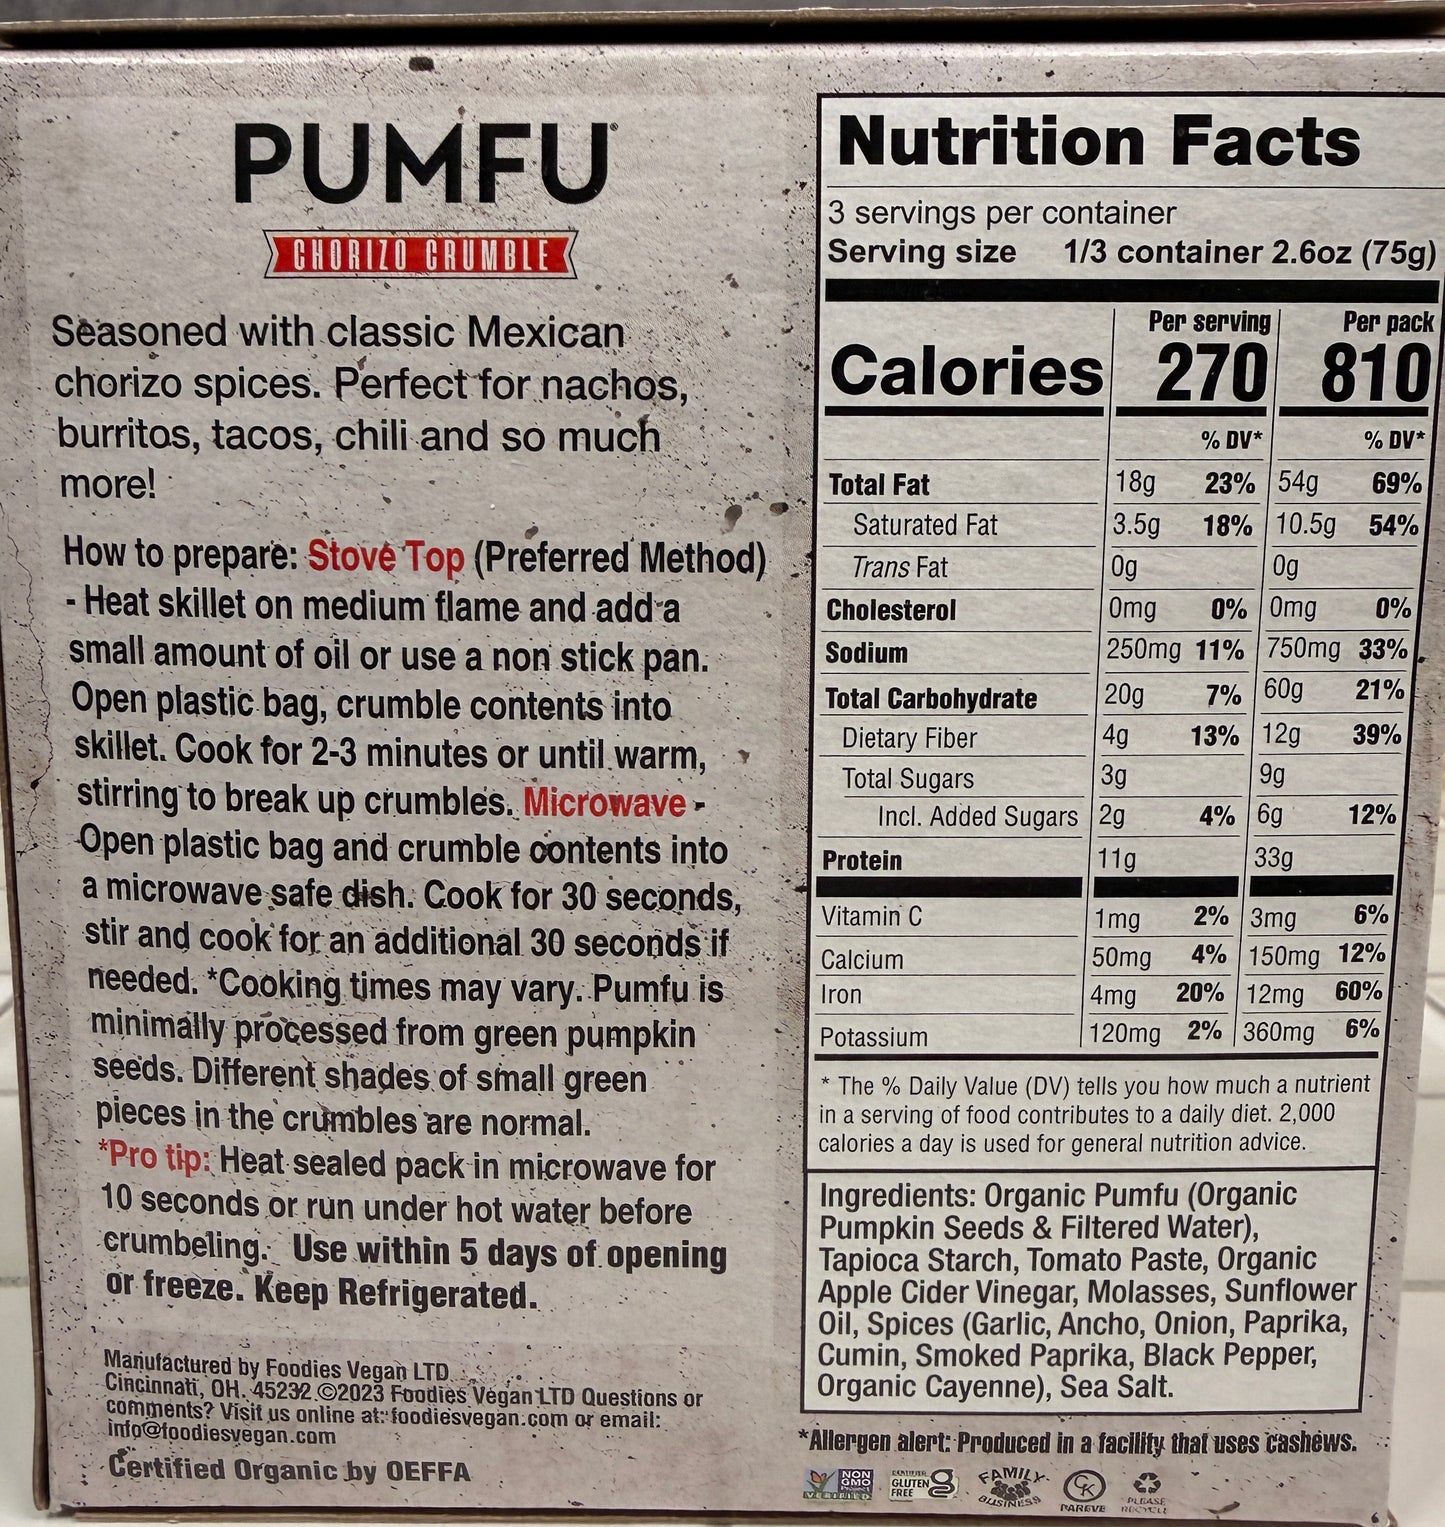 PUMFU®
CHORIZO CRUMBLE
Seasoned with classic Mexican
chorizo spices. Perfect for nachos,
burritos, tacos, chili and so much
more!
How to prepare: Stove Top (Preferred Method)
- Heat skillet on medium flame and add a
small amount of oil or use a non stick pan.
Open plastic bag, crumble contents into
skillet. Cook for 2-3 minutes or until warm,
stirring to break up crumbles. Microwave -
Open plastic bag and crumble contents into
a microwave safe dish. Cook for 30 seconds,
stir and cook for an additional 30 seconds if
needed. *Cooking times may vary. Pumfu is
minimally processed from green pumpkin
seeds. Different shades of small green
pieces in the crumbles are normal.
*Pro tip: Heat sealed pack in microwave for
10 seconds or run under hot water before
crumbeling. Use within 5 days of opening
or freeze. Keep Refrigerated.
Manufactured by Foodies Vegan LTD
Cincinnati, OH. 45232 ©2023 Foodies Vegan LTD Questions or
comments? Visit us online at: foodiesvegan.com or email:
info@foodiesvegan.com
Certified Organic by OEFFA
Nutrition Facts
3 servings per container
Serving size 1/3 container 2.6oz (75g)
Per serving Per pack
Calories 270 810
% DV* % DV*
Total Fat 18g 23% 54g 69%
Saturated Fat 3.5g 18% 10.5g 54%
Trans Fat 0g 0g
Cholesterol 0mg 0% 0mg 0%
Sodium 250mg 11% 750mg 33%
Total Carbohydrate 20g 7% 60g 21%
Dietary Fiber 4g 13% 12g 39%
Total Sugars 3g 9g
Incl. Added Sugars 2g 4% 6g 12%
Protein 11g 33g
Vitamin C 1mg 2% 3mg 6%
Calcium 50mg 4% 150mg 12%
Iron 4mg 20% 12mg 60%
Potassium 120mg 2% 360mg 6%
* The % Daily Value (DV) tells you how much a nutrient
in a serving of food contributes to a daily diet. 2,000
calories a day is used for general nutrition advice.
Ingredients: Organic Pumfu (Organic
Pumpkin Seeds & Filtered Water),
Tapioca Starch, Tomato Paste, Organic
Apple Cider Vinegar, Molasses, Sunflower
Oil, Spices (Garlic, Ancho, Onion, Paprika,
Cumin, Smoked Paprika, Black Pepper,
Organic Cayenne), Sea Salt.
*Allergen alert: Produced in a facility that uses cashews.
NON
GMO
Project
VERIFIED
CERTIFIED
GLUTEN
FREE
FAMILY
BUSINESS
CK
PAREVE
PLEASE
RECYCLE